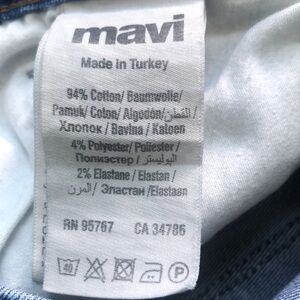 mavi
Made in Turkey
94% Cotton/ Baumwolle/
Pamuk/ Coton/ Algodón/القطن/
Хлопок / Bavlna / Katoen
4% Polyester/ Poliester /
Полиэстер / البوليستر /
2% Elastane / Elastan /
المرن / Эластан /Elastaan
RN 95767 CA 34786
40 P